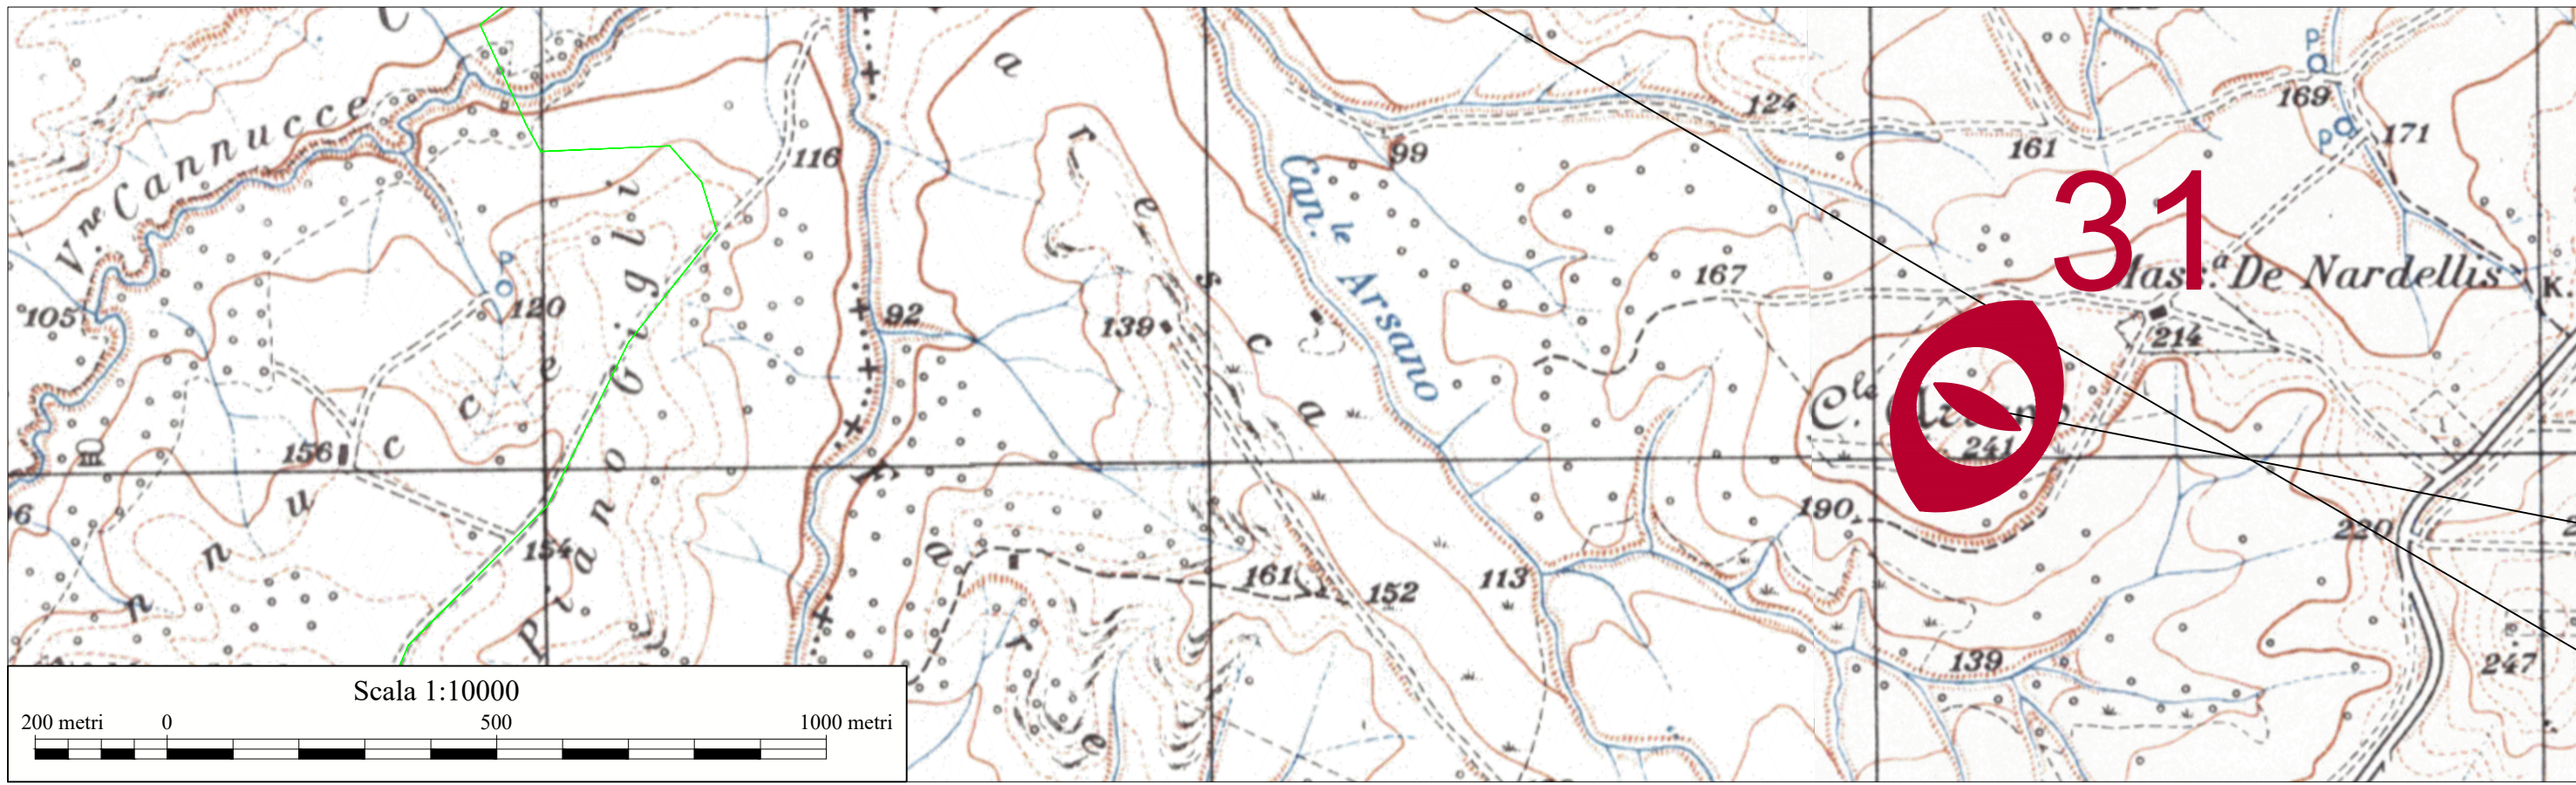 C
V.ne Cannucce
116
a
r
e
s
c
a
99
Can.le Arsano
124
161
169
P
P
171
31
167
Mass.a De Nardellis
K.
214
105
P
120
92
139
Piano Gigli
156
n
n
u
c
c
e
154
F
a
r
e
C.le
241
190
220
161
152
113
139
247
Scala 1:10000
200 metri 0 500 1000 metri